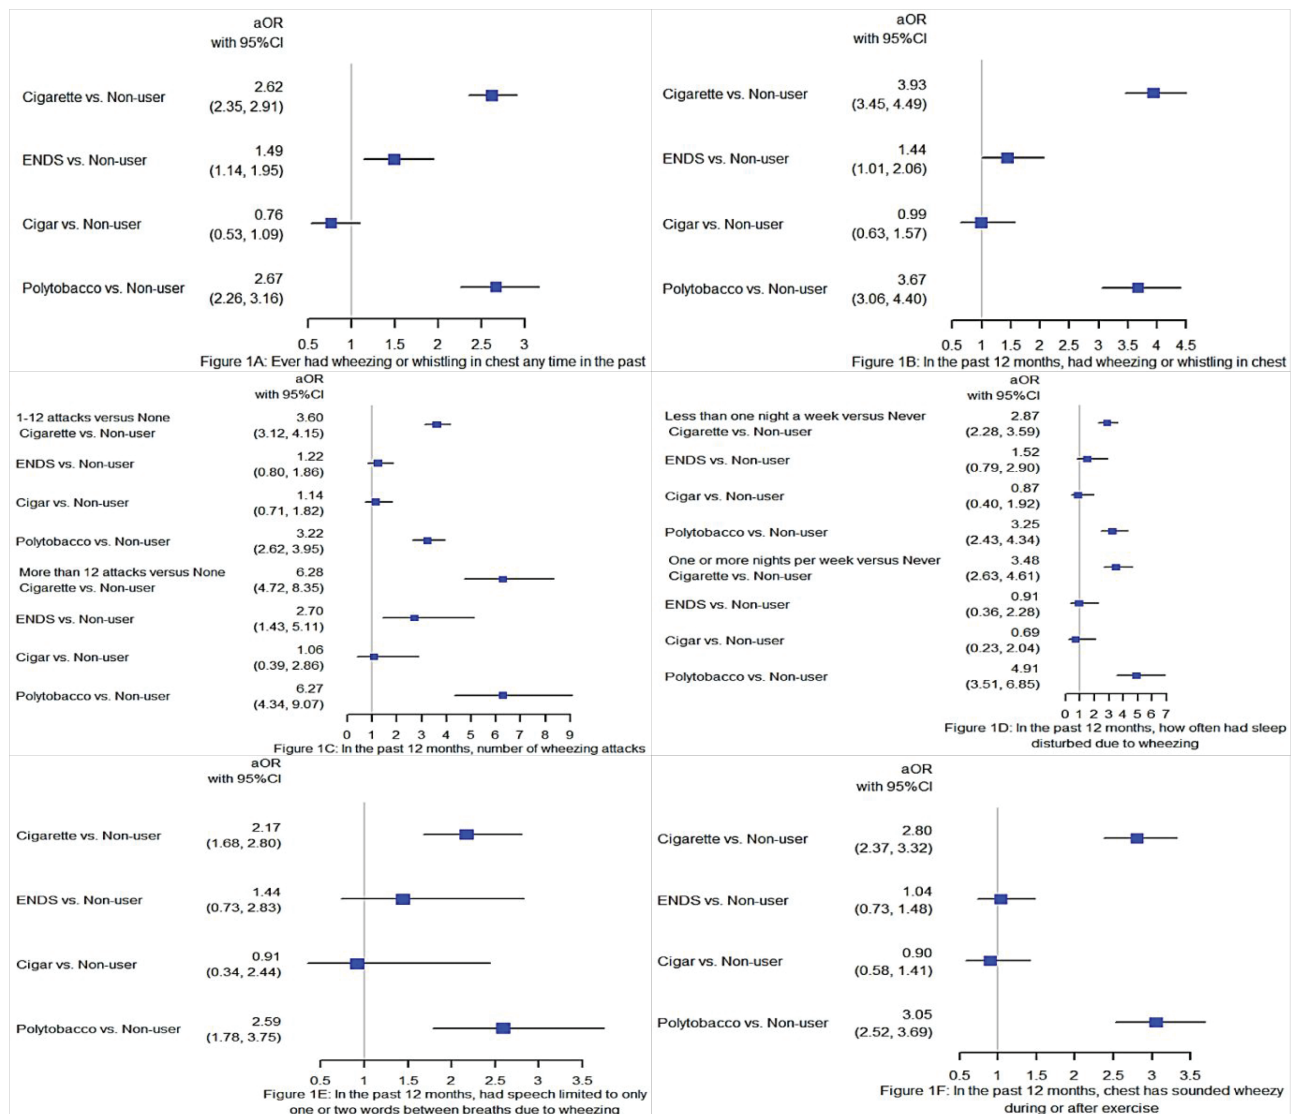 aOR
with 95%CI
Cigarette vs. Non-user
2.62
(2.35, 2.91)
ENDS vs. Non-user
1.49
(1.14, 1.95)
Cigar vs. Non-user
0.76
(0.53, 1.09)
Polytobacco vs. Non-user
2.67
(2.26, 3.16)
0.5 1 1.5 2 2.5 3
Figure 1A: Ever had wheezing or whistling in chest any time in the past
aOR
with 95%CI
Cigarette vs. Non-user
3.93
(3.45, 4.49)
ENDS vs. Non-user
1.44
(1.01, 2.06)
Cigar vs. Non-user
0.99
(0.63, 1.57)
Polytobacco vs. Non-user
3.67
(3.06, 4.40)
0.5 1 1.5 2 2.5 3 3.5 4 4.5
Figure 1B: In the past 12 months, had wheezing or whistling in chest
aOR
with 95%CI
1-12 attacks versus None
Cigarette vs. Non-user
3.60
(3.12, 4.15)
ENDS vs. Non-user
1.22
(0.80, 1.86)
Cigar vs. Non-user
1.14
(0.71, 1.82)
Polytobacco vs. Non-user
3.22
(2.62, 3.95)
More than 12 attacks versus None
Cigarette vs. Non-user
6.28
(4.72, 8.35)
ENDS vs. Non-user
2.70
(1.43, 5.11)
Cigar vs. Non-user
1.06
(0.39, 2.86)
Polytobacco vs. Non-user
6.27
(4.34, 9.07)
0 1 2 3 4 5 6 7 8 9
Figure 1C: In the past 12 months, number of wheezing attacks
aOR
with 95%CI
Less than one night a week versus Never
Cigarette vs. Non-user
2.87
(2.28, 3.59)
ENDS vs. Non-user
1.52
(0.79, 2.90)
Cigar vs. Non-user
0.87
(0.40, 1.92)
Polytobacco vs. Non-user
3.25
(2.43, 4.34)
One or more nights per week versus Never
Cigarette vs. Non-user
3.48
(2.63, 4.61)
ENDS vs. Non-user
0.91
(0.36, 2.28)
Cigar vs. Non-user
0.69
(0.23, 2.04)
Polytobacco vs. Non-user
4.91
(3.51, 6.85)
0 1 2 3 4 5 6 7
Figure 1D: In the past 12 months, how often had sleep
disturbed due to wheezing
aOR
with 95%CI
Cigarette vs. Non-user
2.17
(1.68, 2.80)
ENDS vs. Non-user
1.44
(0.73, 2.83)
Cigar vs. Non-user
0.91
(0.34, 2.44)
Polytobacco vs. Non-user
2.59
(1.78, 3.75)
0.5 1 1.5 2 2.5 3 3.5
Figure 1E: In the past 12 months, had speech limited to only
one or two words between breaths due to wheezing
aOR
with 95%CI
Cigarette vs. Non-user
2.80
(2.37, 3.32)
ENDS vs. Non-user
1.04
(0.73, 1.48)
Cigar vs. Non-user
0.90
(0.58, 1.41)
Polytobacco vs. Non-user
3.05
(2.52, 3.69)
0.5 1 1.5 2 2.5 3 3.5
Figure 1F: In the past 12 months, chest has sounded wheezy
during or after exercise